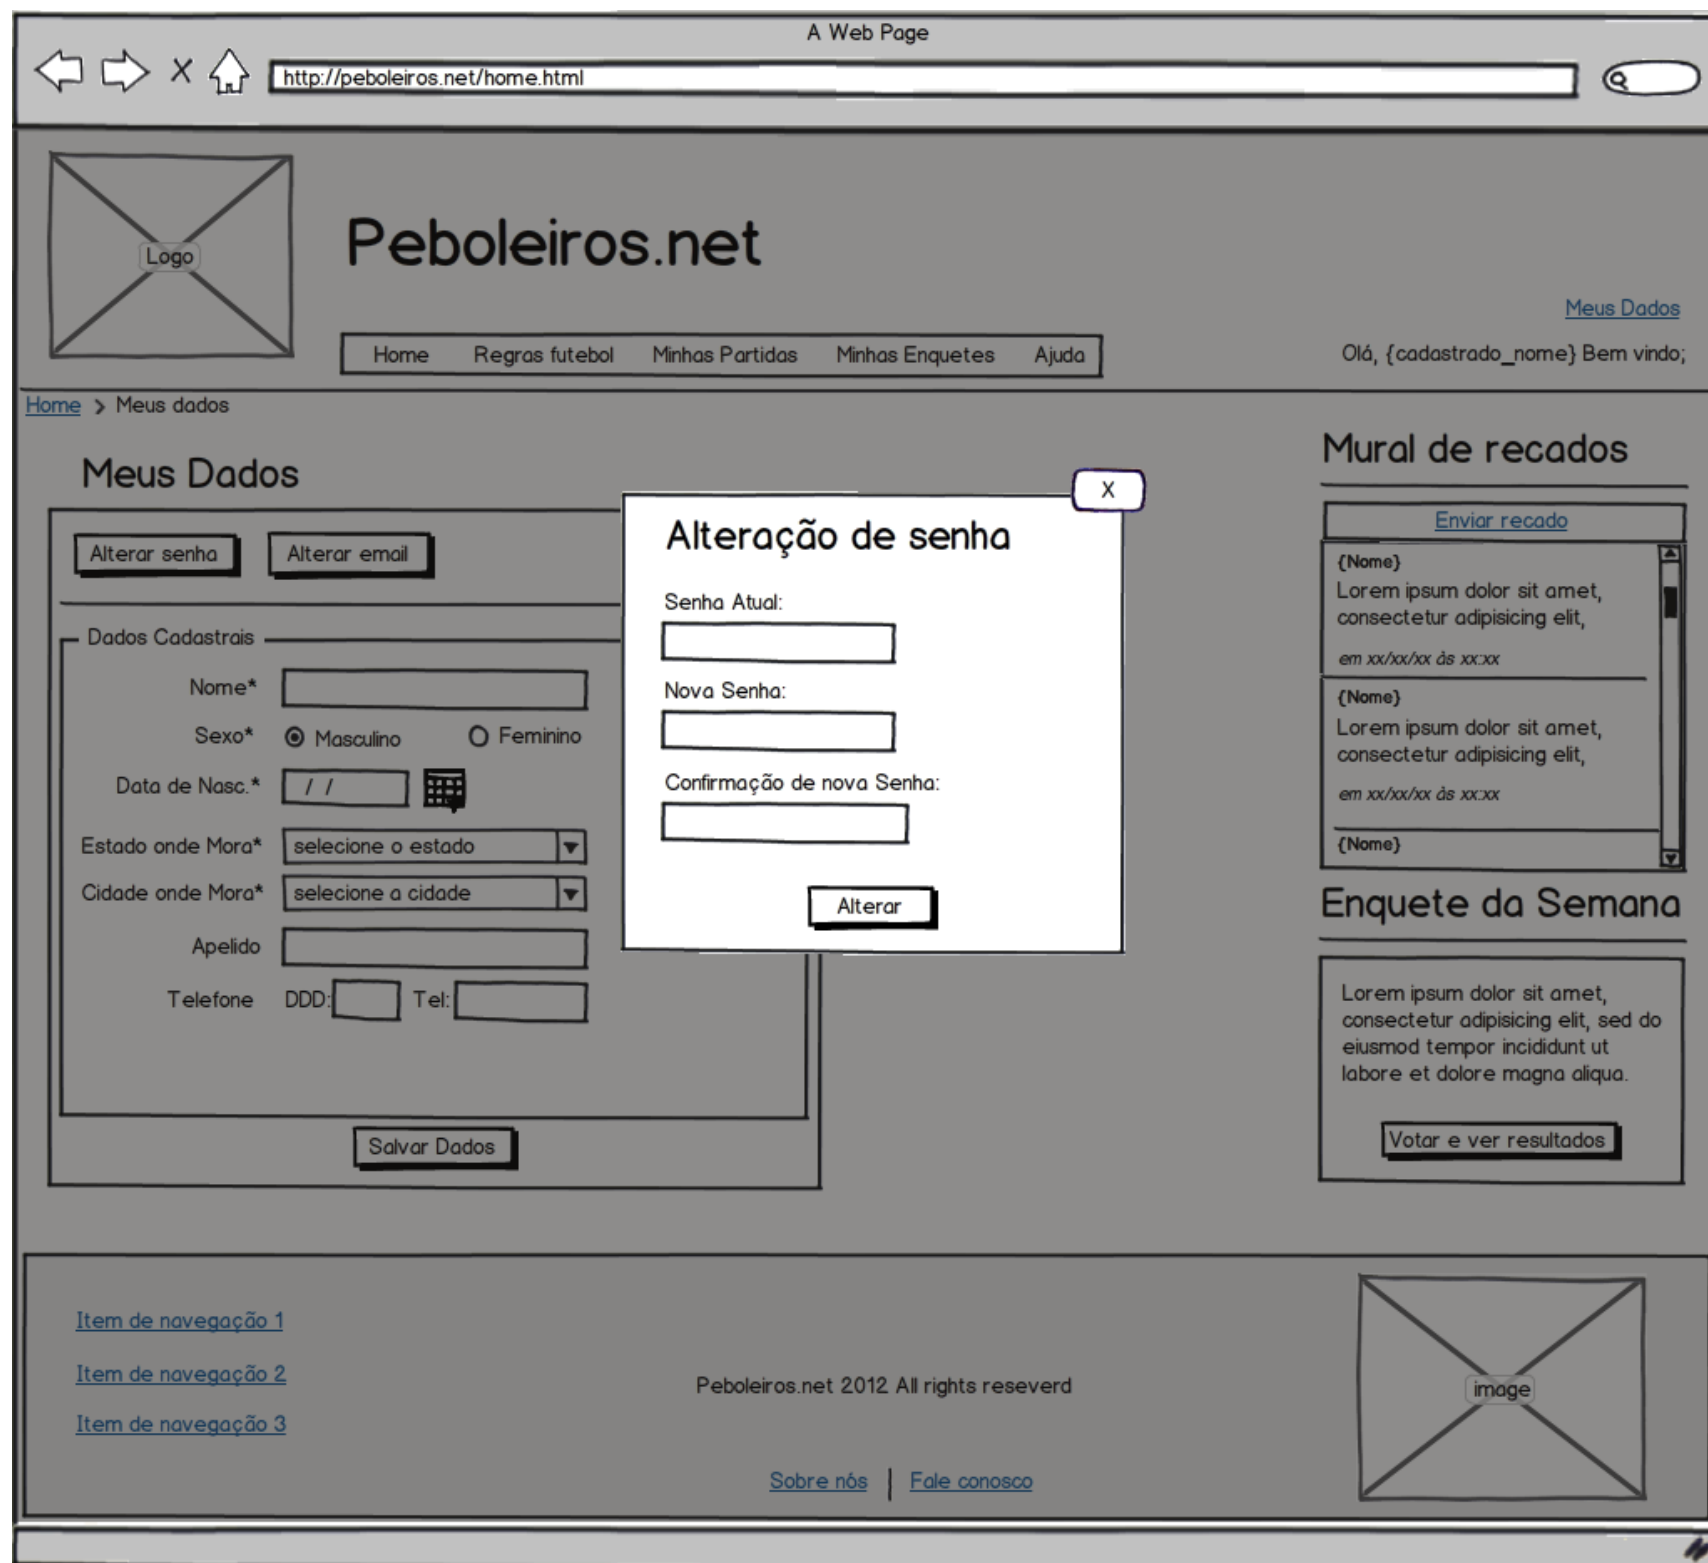 A Web Page
X
http://peboleiros.net/home.html
Logo
Peboleiros.net
Meus Dados
Home Regras futebol Minhas Partidas Minhas Enquetes Ajuda
Olá, {cadastrado_nome} Bem vindo;
Home > Meus dados
Meus Dados
Alterar senha
Alterar email
Dados Cadastrais
Nome*
Sexo* Masculino Feminino
Data de Nasc.* / /
Estado onde Mora* selecione o estado
Cidade onde Mora* selecione a cidade
Apelido
Telefone DDD: Tel:
Salvar Dados
X
Alteração de senha
Senha Atual:
Nova Senha:
Confirmação de nova Senha:
Alterar
Mural de recados
Enviar recado
{Nome}
Lorem ipsum dolor sit amet,
consectetur adipisicing elit,
em xx/xx/xx às xx:xx
{Nome}
Lorem ipsum dolor sit amet,
consectetur adipisicing elit,
em xx/xx/xx às xx:xx
{Nome}
Enquete da Semana
Lorem ipsum dolor sit amet,
consectetur adipisicing elit, sed do
eiusmod tempor incididunt ut
labore et dolore magna aliqua.
Votar e ver resultados
Item de navegação 1
Item de navegação 2
Item de navegação 3
Peboleiros.net 2012 All rights reseverd
Sobre nós | Fale conosco
image